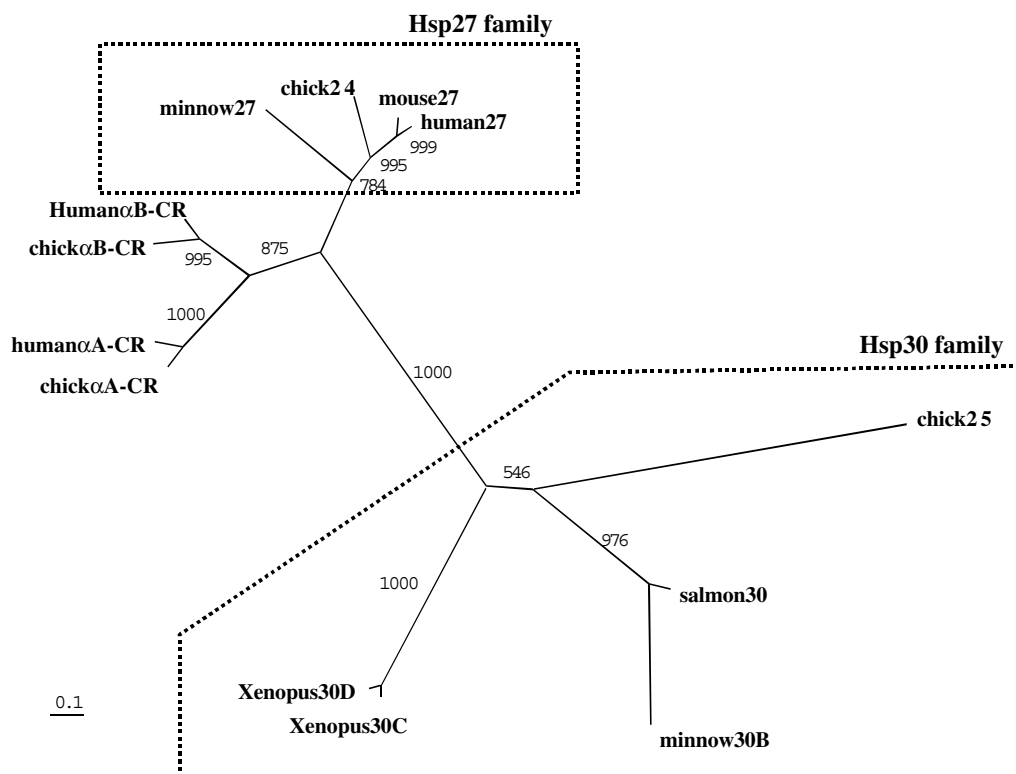 Hsp27 family
chick24
mouse27
minnow27
human27
999
995
784
HumanαB-CR
chickαB-CR
875
995
1000
humanαA-CR
chickαA-CR
Hsp30 family
1000
chick25
546
976
1000
salmon30
Xenopus30D
0.1
Xenopus30C
minnow30B